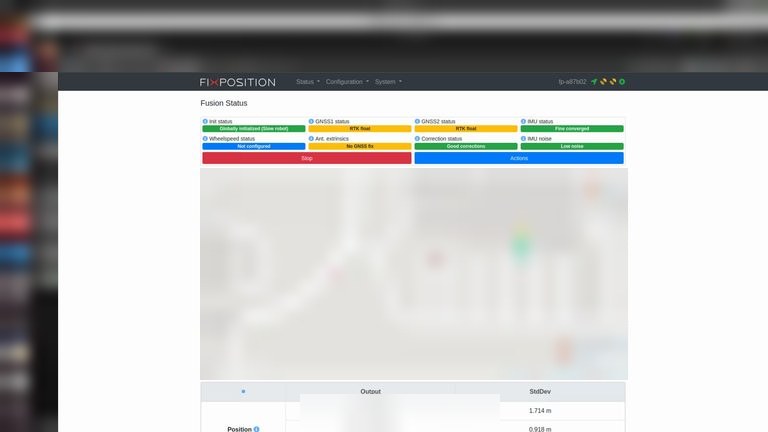 FIXPOSITION
Status Configuration System
fp-a87b02
Fusion Status
Init status GNSS1 status GNSS2 status IMU status
Globally initialized (Slow robot) RTK float RTK float Fine converged
Wheelspeed status Ant. extrinsics Correction status IMU noise
Not configured No GNSS fix Good corrections Low noise
Stop Actions
Output StdDev
1.714 m
Position 0.918 m